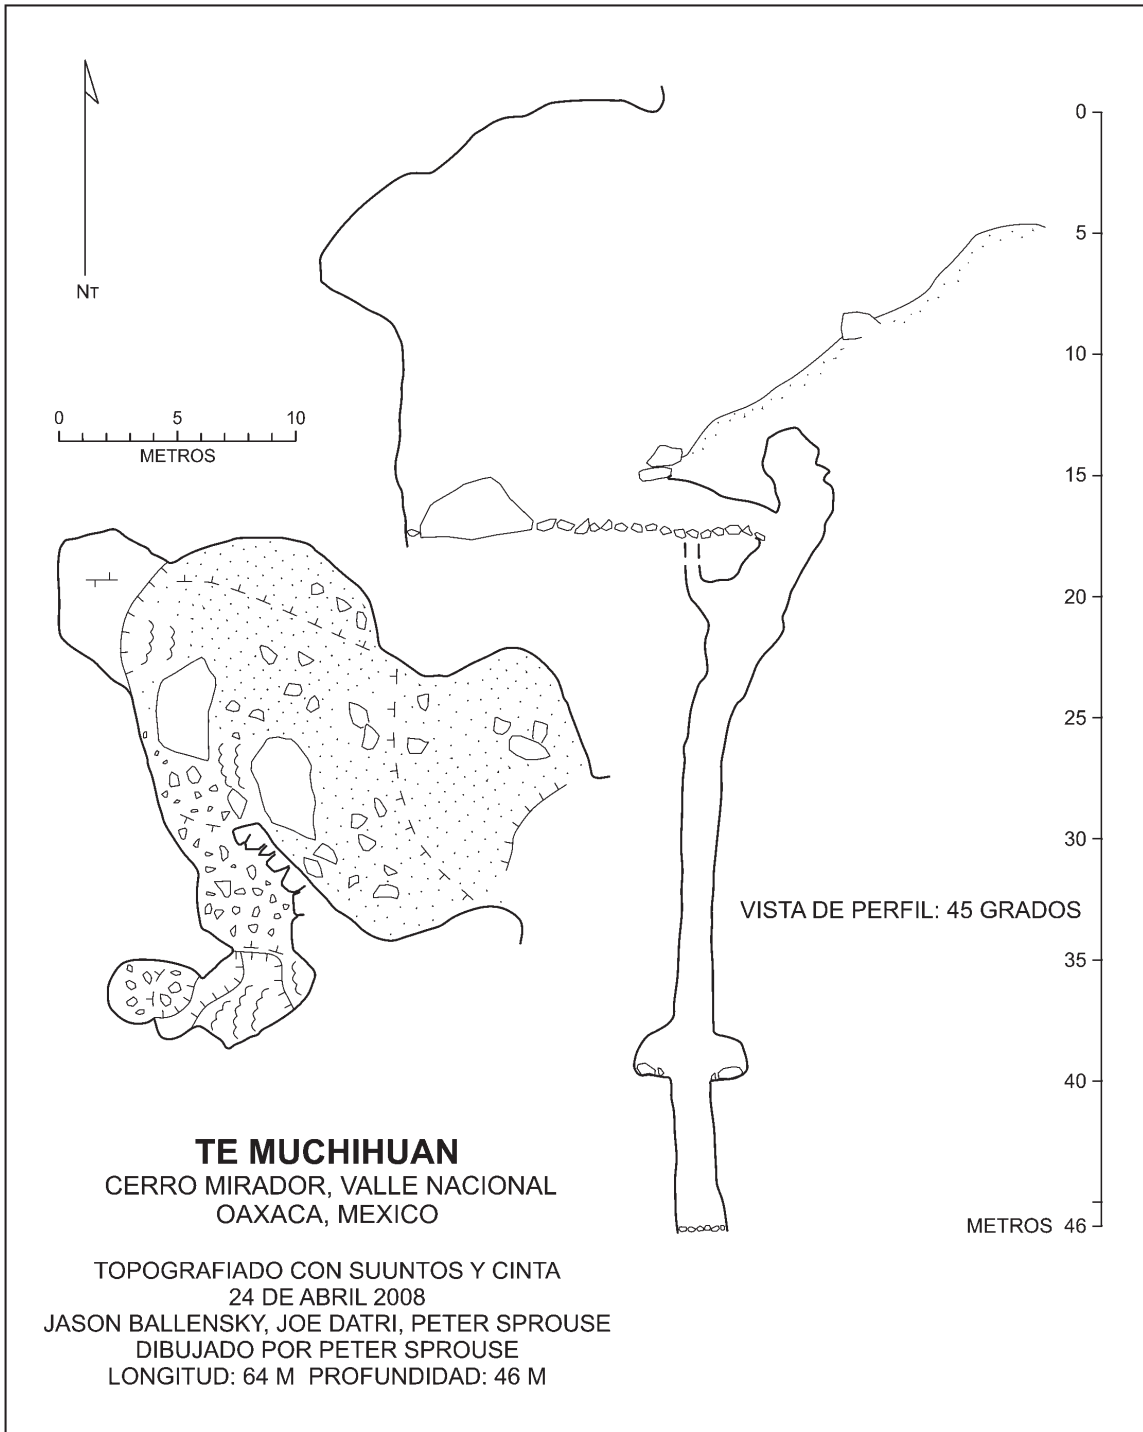 NT
0 5 10
METROS
0
5
10
15
20
25
30
VISTA DE PERFIL: 45 GRADOS
35
40
METROS 46
TE MUCHIHUAN
CERRO MIRADOR, VALLE NACIONAL
OAXACA, MEXICO
TOPOGRAFIADO CON SUUNTOS Y CINTA
24 DE ABRIL 2008
JASON BALLENSKY, JOE DATRI, PETER SPROUSE
DIBUJADO POR PETER SPROUSE
LONGITUD: 64 M PROFUNDIDAD: 46 M